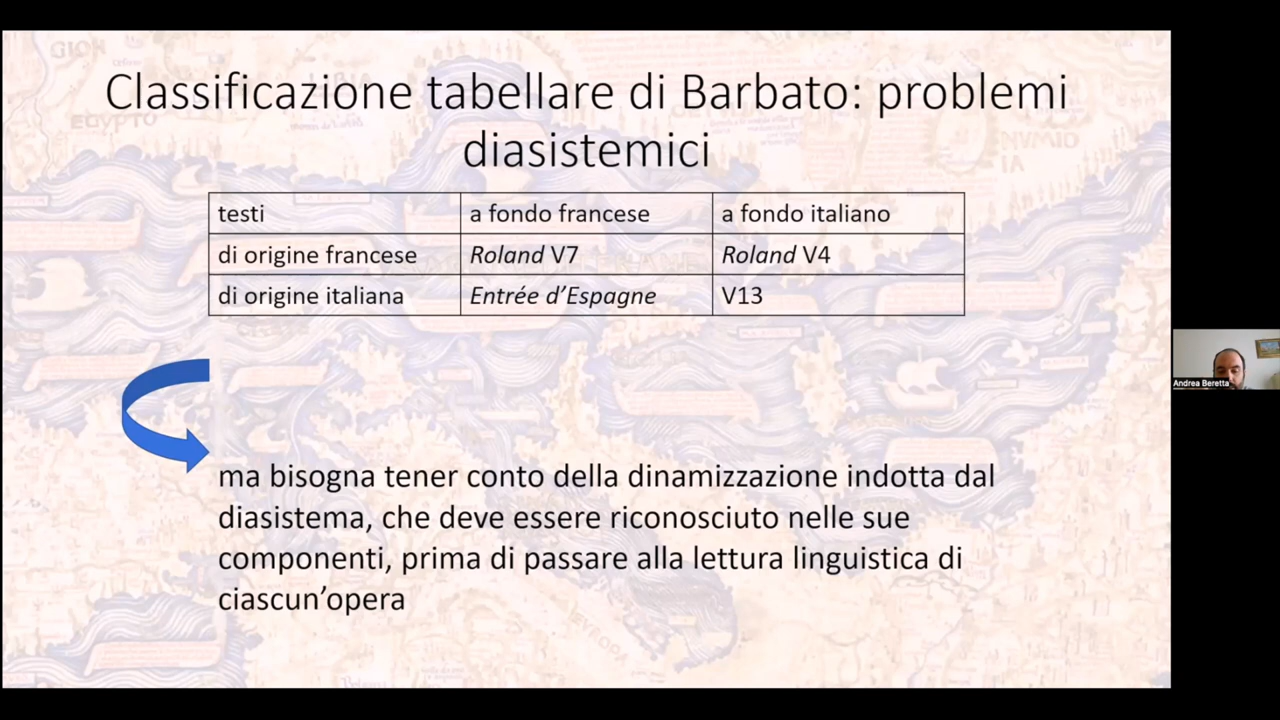 Classificazione tabellare di Barbato: problemi
diasistemici
testi a fondo francese a fondo italiano
di origine francese Roland V7 Roland V4
di origine italiana Entrée d’Espagne V13
ma bisogna tener conto della dinamizzazione indotta dal
diasistema, che deve essere riconosciuto nelle sue
componenti, prima di passare alla lettura linguistica di
ciascun’opera
Andrea Beretta